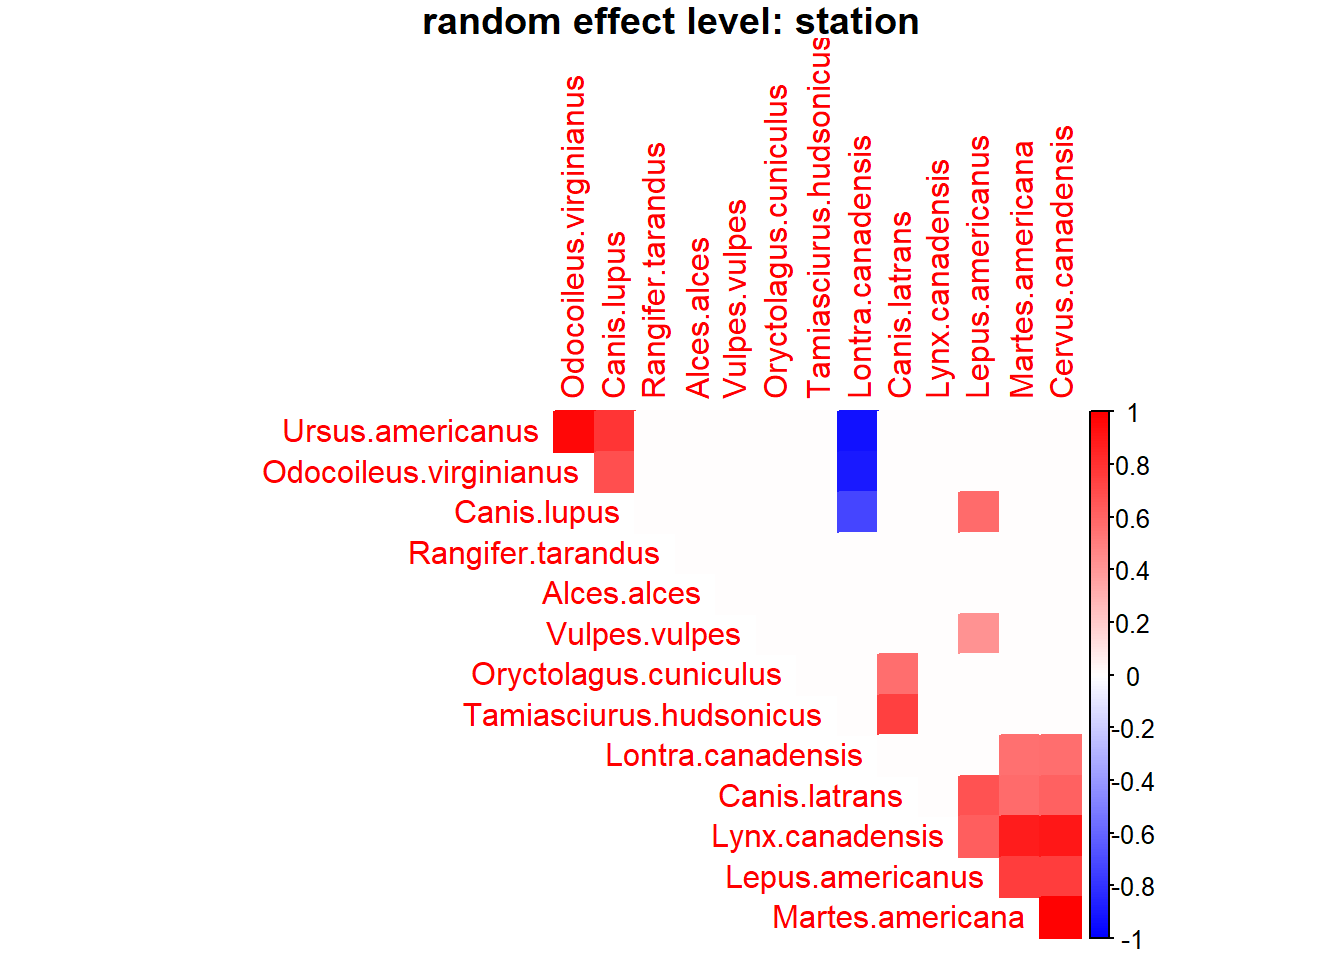 random effect level: station
Odocoileus.virginianus
Canis.lupus
Rangifer.tarandus
Alces.alces
Vulpes.vulpes
Oryctolagus.cuniculus
Tamiasciurus.hudsonicus
Lontra.canadensis
Canis.latrans
Lynx.canadensis
Lepus.americanus
Martes.americana
Cervus.canadensis
Ursus.americanus
Odocoileus.virginianus
Canis.lupus
Rangifer.tarandus
Alces.alces
Vulpes.vulpes
Oryctolagus.cuniculus
Tamiasciurus.hudsonicus
Lontra.canadensis
Canis.latrans
Lynx.canadensis
Lepus.americanus
Martes.americana
1
0.8
0.6
0.4
0.2
0
-0.2
-0.4
-0.6
-0.8
-1